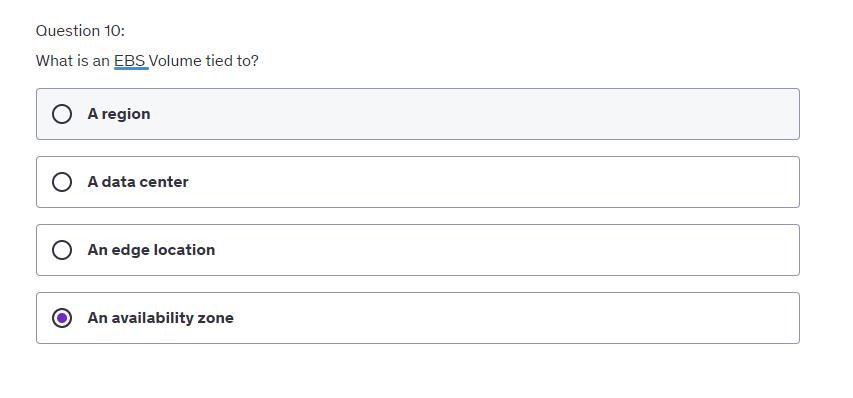 Question 10:
What is an EBS Volume tied to?
A region
A data center
An edge location
An availability zone